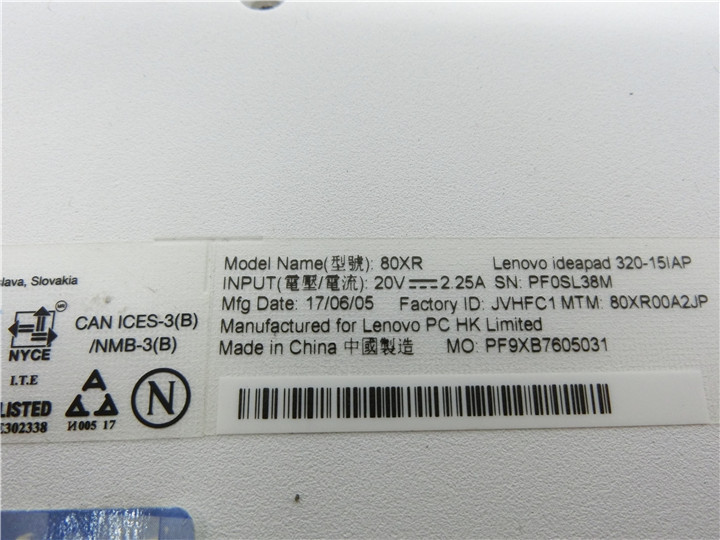 Model Name(型號): 80XR Lenovo ideapad 320-15IAP
INPUT(電壓/電流): 20V 2.25A SN: PF0SL38M
Mfg Date: 17/06/05 Factory ID: JVHFC1 MTM: 80XR00A2JP
Manufactured for Lenovo PC HK Limited
Made in China 中國製造 MO: PF9XB7605031
slava, Slovakia
NYCE
CAN ICES-3(B)
/NMB-3(B)
I.T.E
LISTED
E302338
И005 17
N